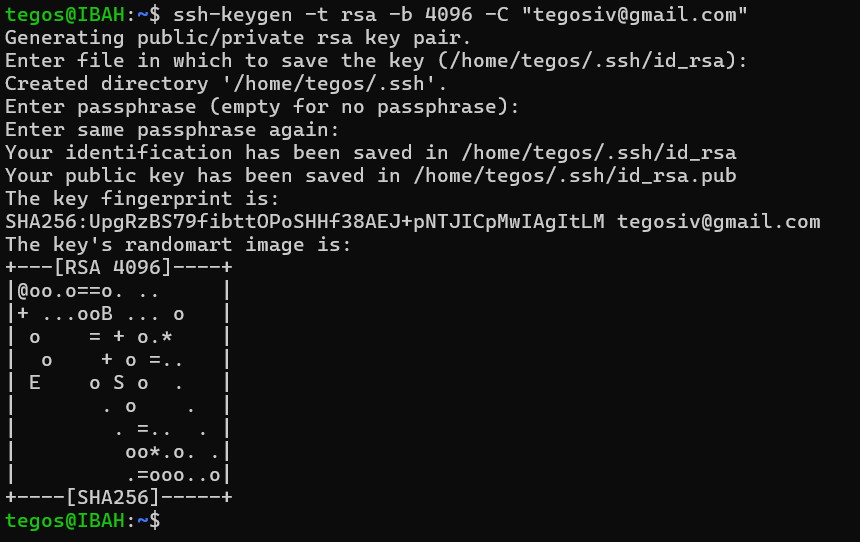 tegos@IBAH:~$ ssh-keygen -t rsa -b 4096 -C "tegosiv@gmail.com"
Generating public/private rsa key pair.
Enter file in which to save the key (/home/tegos/.ssh/id_rsa):
Created directory '/home/tegos/.ssh'.
Enter passphrase (empty for no passphrase):
Enter same passphrase again:
Your identification has been saved in /home/tegos/.ssh/id_rsa
Your public key has been saved in /home/tegos/.ssh/id_rsa.pub
The key fingerprint is:
SHA256:UpgRzBS79fibttOPoSHHf38AEJ+pNTJICpMwIAgItLM tegosiv@gmail.com
The key's randomart image is:
+---[RSA 4096]----+
|@oo.o==o. ..     |
|+ ...ooB ... o   |
| o    = + o.*    |
|  o    + o =..   |
| E    o S o  .   |
|       . o    .  |
|        . =..  . |
|         oo*.o. .|
|         .=ooo..o|
+----[SHA256]-----+
tegos@IBAH:~$